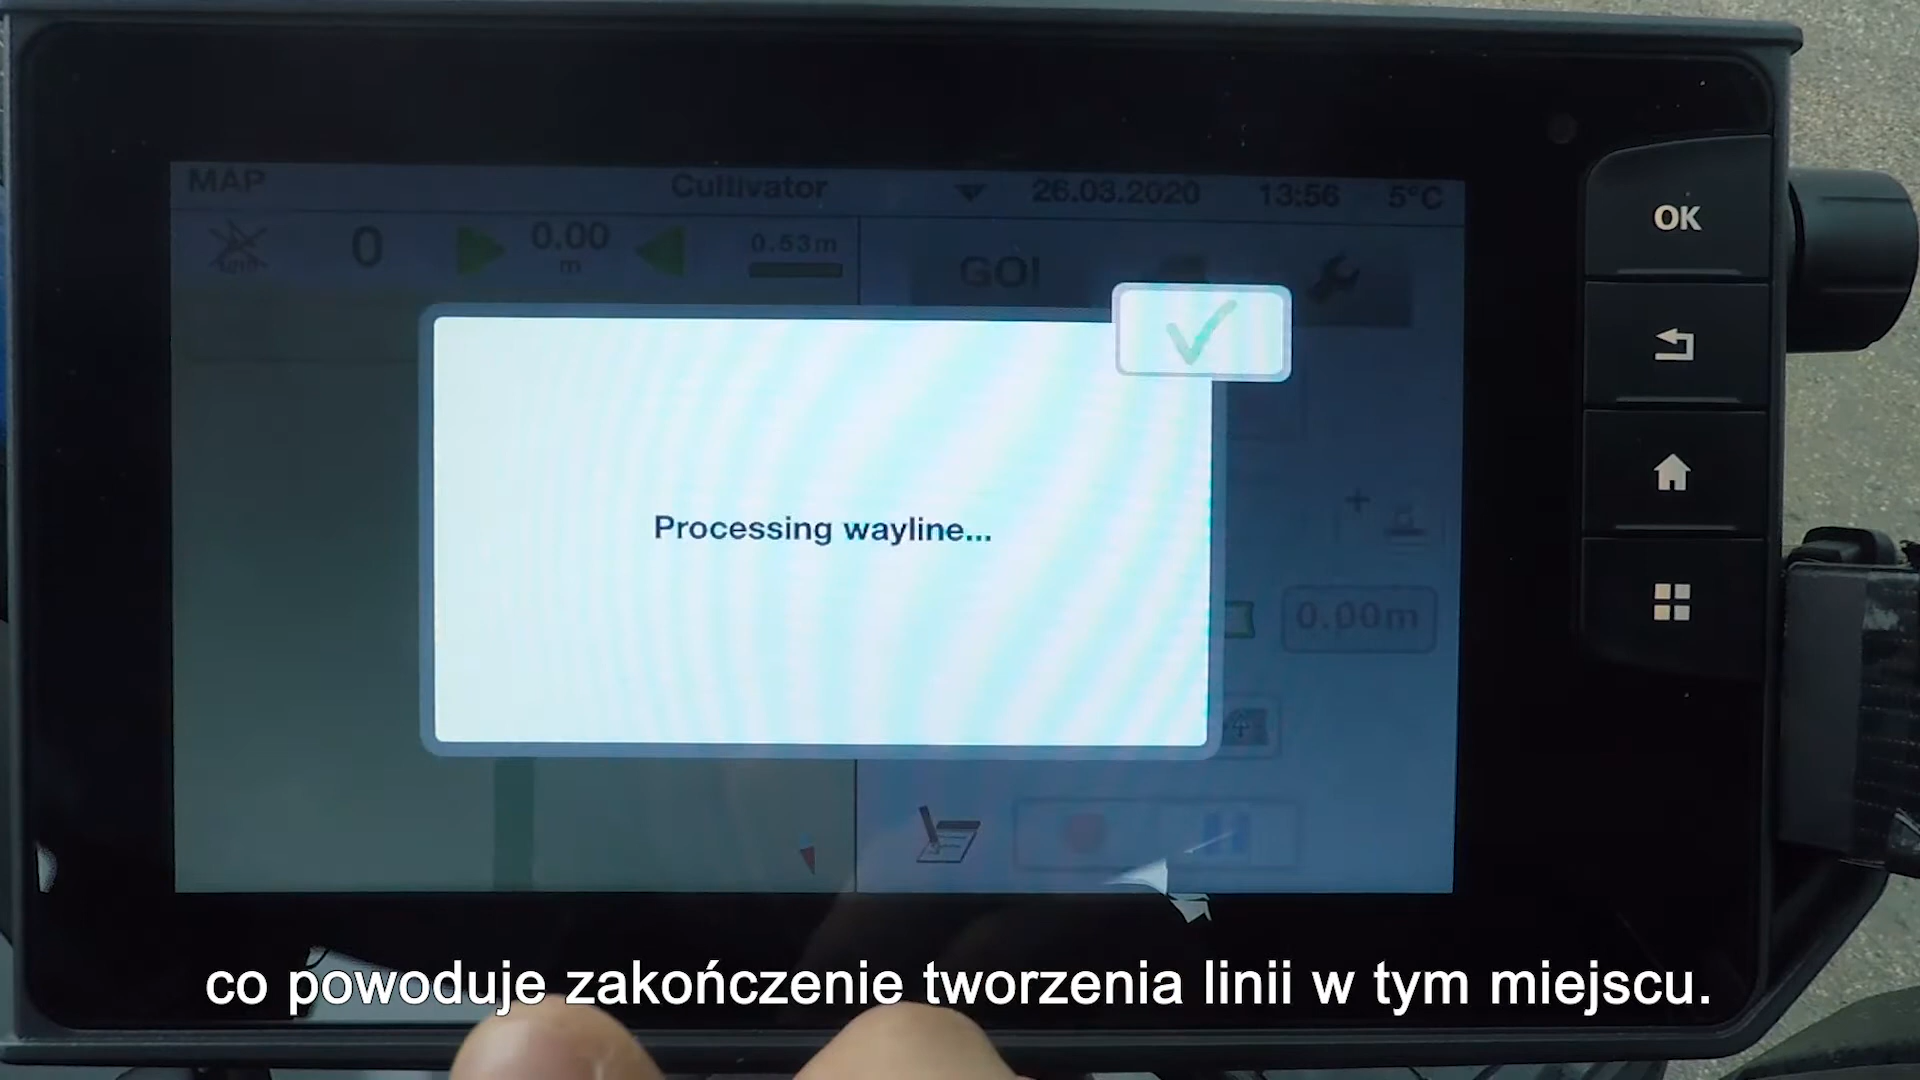 MAP Cultivator 26.03.2020 13:56 5°C
0 0.00 m 0.53m
GO!
OK
Processing wayline...
0.00m
co powoduje zakończenie tworzenia linii w tym miejscu.